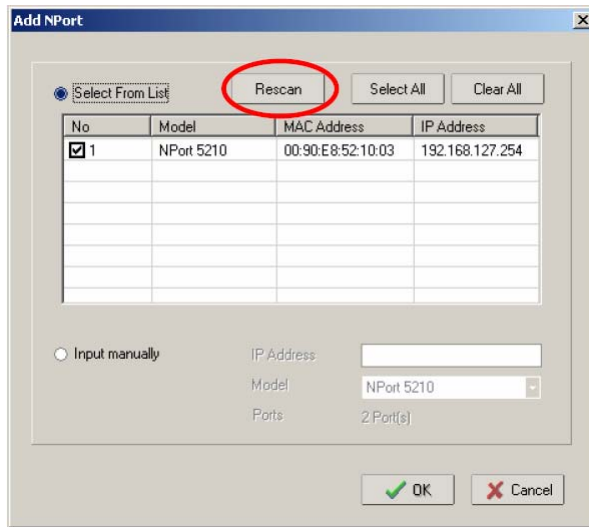 Add NPort
Select From List Rescan Select All Clear All
No Model MAC Address IP Address
1 NPort 5210 00:90:E8:52:10:03 192.168.127.254
Input manually IP Address
Model NPort 5210
Ports 2 Port(s)
OK Cancel